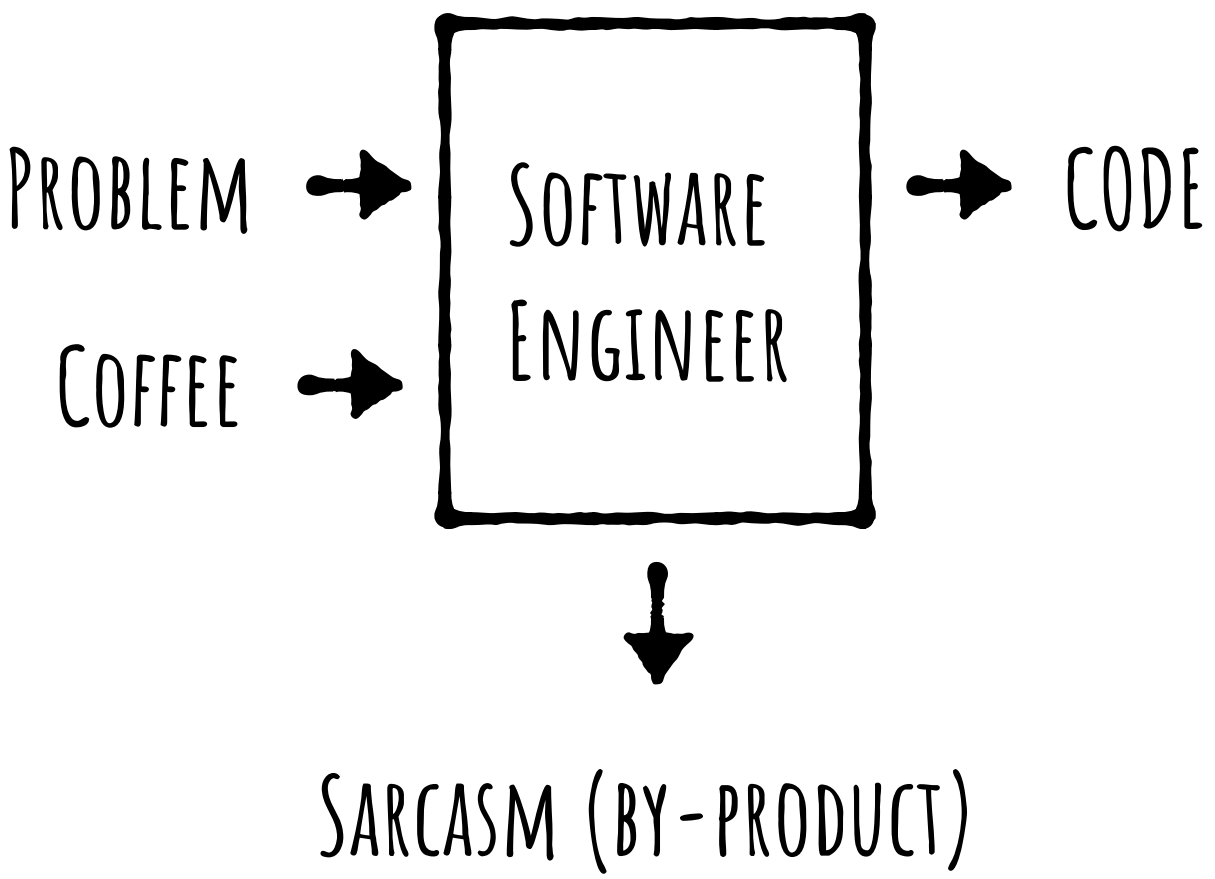 Problem
Coffee
Software
Engineer
CODE
Sarcasm (by-product)